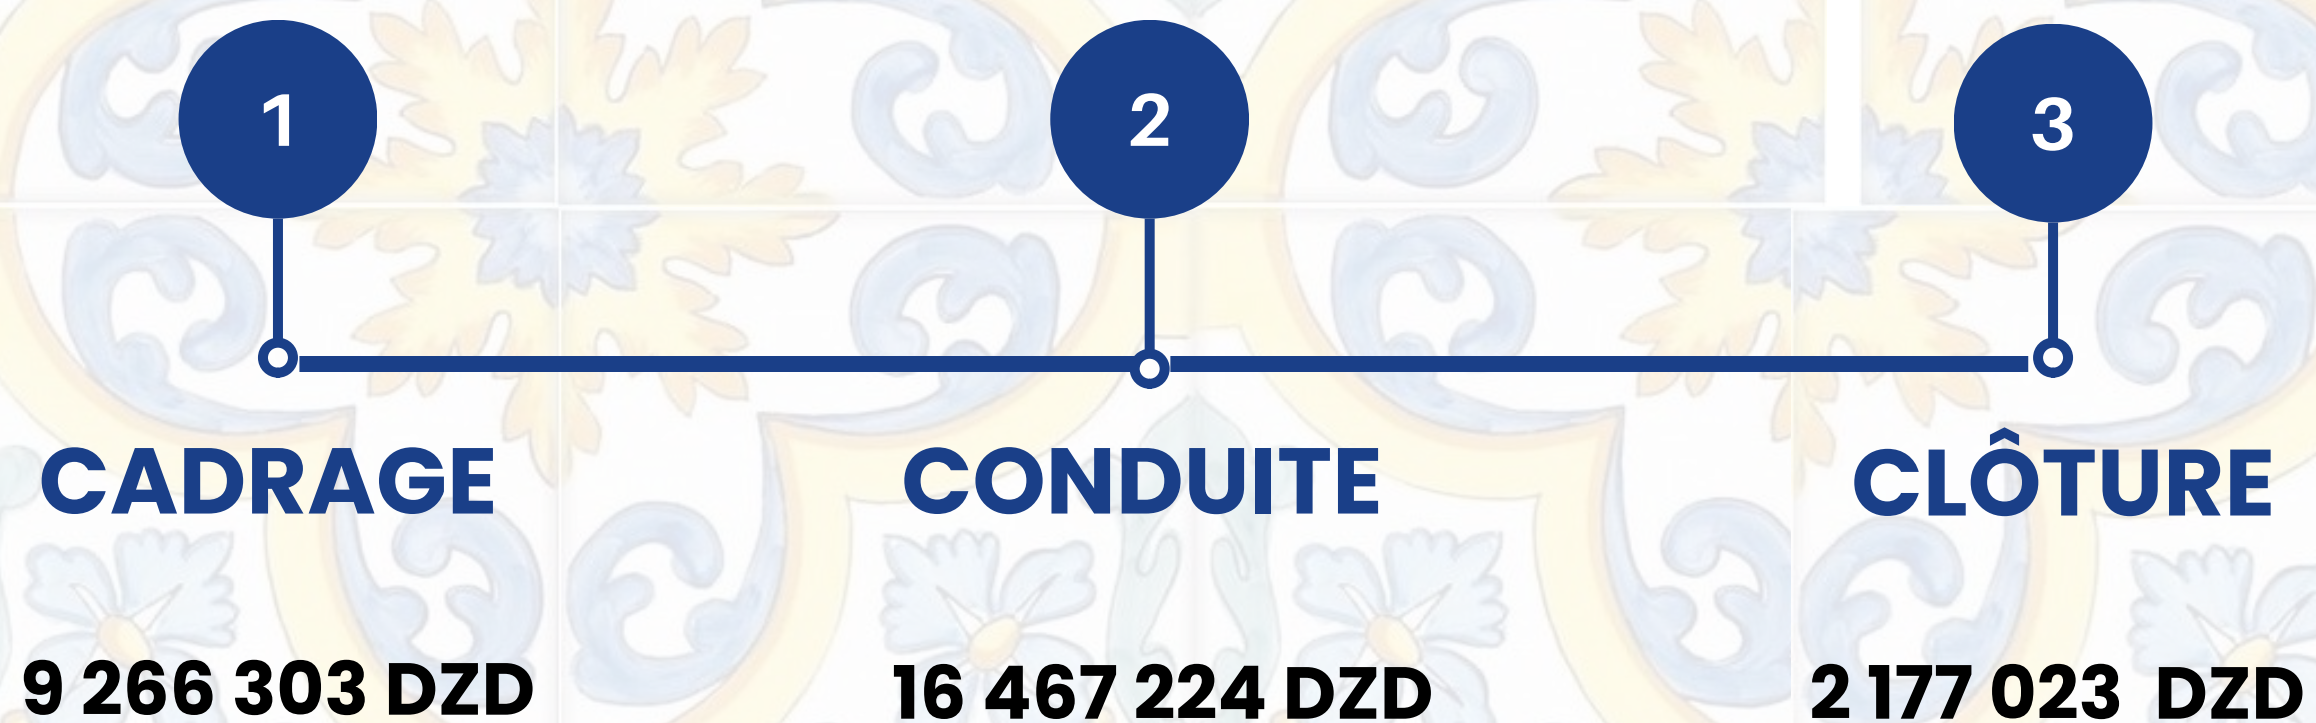 1
2
3
CADRAGE
CONDUITE
CLÔTURE
9 266 303 DZD
16 467 224 DZD
2 177 023 DZD